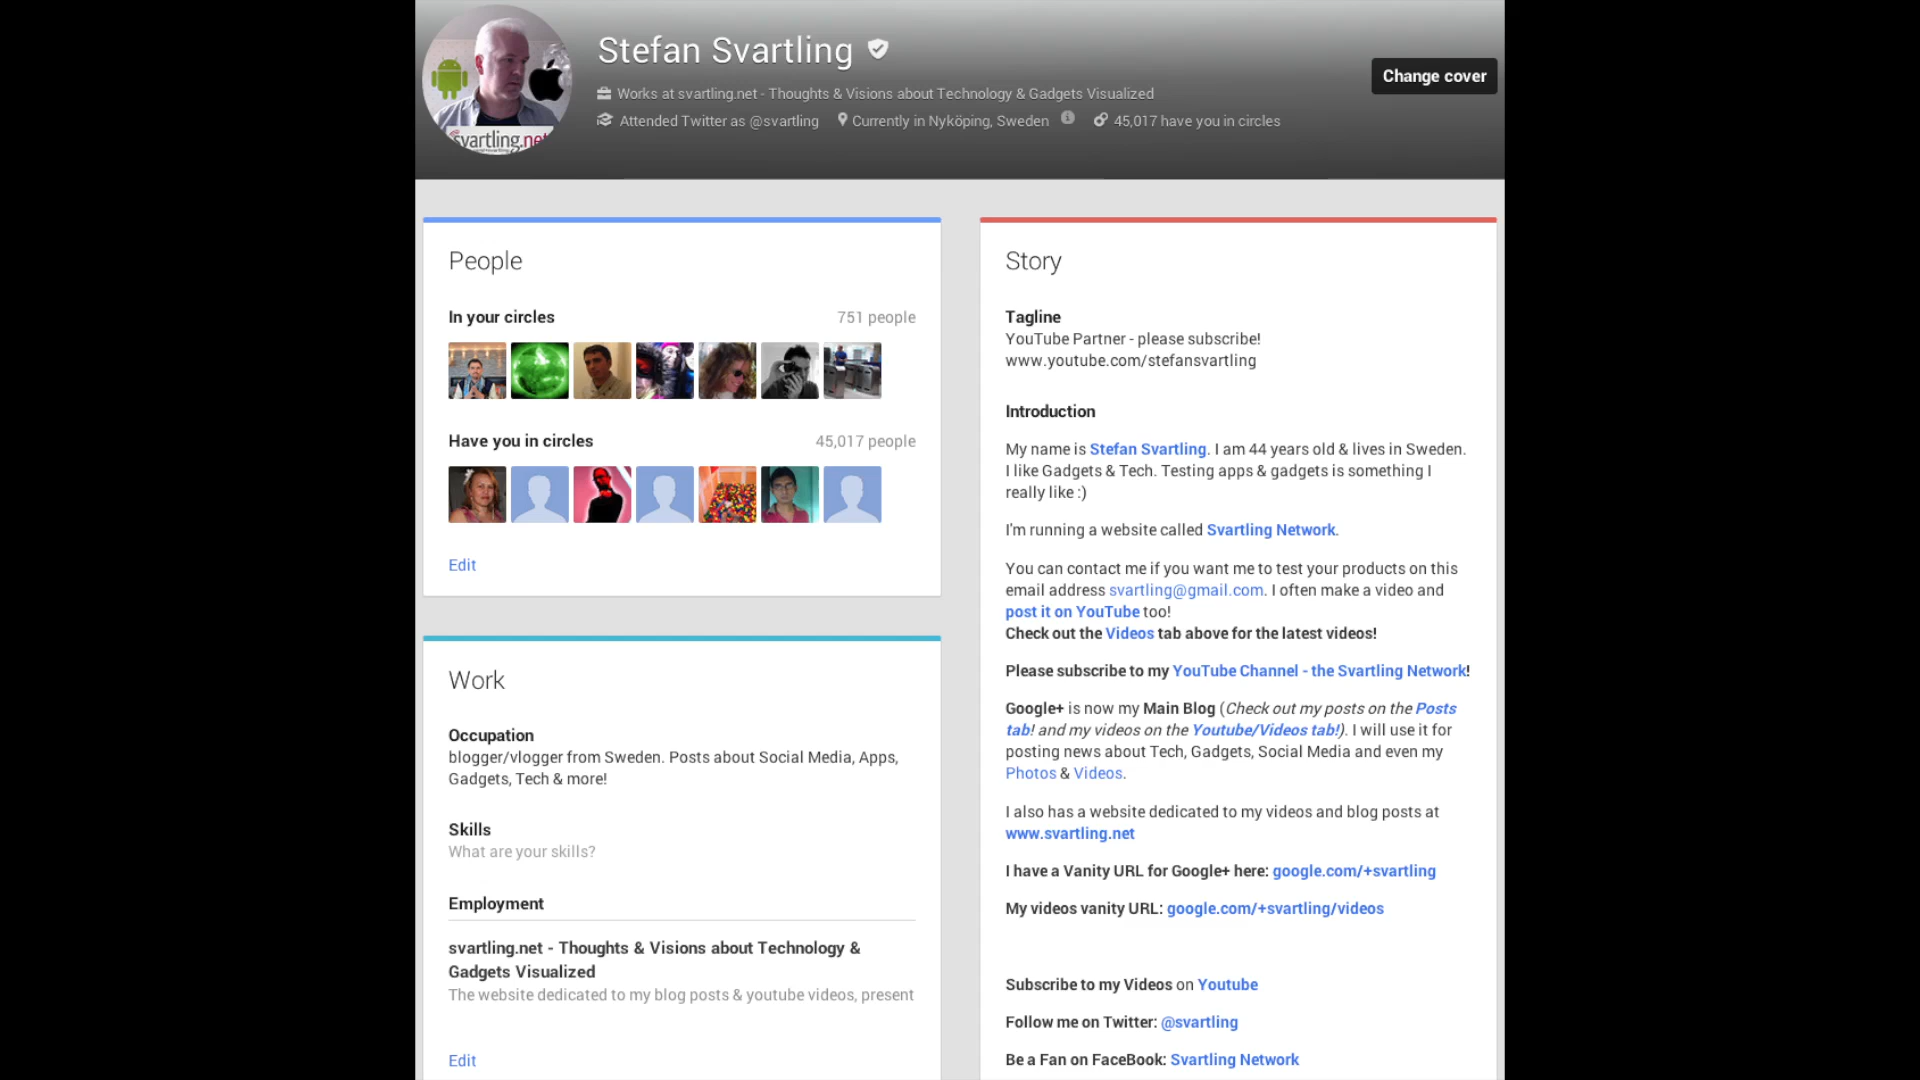 Stefan Svartling
Works at svartling.net - Thoughts & Visions about Technology & Gadgets Visualized
Attended Twitter as @svartling Currently in Nyköping, Sweden 45,017 have you in circles
Change cover
svartling.net
People
In your circles 751 people
Have you in circles 45,017 people
Edit
Work
Occupation
blogger/vlogger from Sweden. Posts about Social Media, Apps,
Gadgets, Tech & more!
Skills
What are your skills?
Employment
svartling.net - Thoughts & Visions about Technology &
Gadgets Visualized
The website dedicated to my blog posts & youtube videos, present
Edit
Story
Tagline
YouTube Partner - please subscribe!
www.youtube.com/stefansvartling
Introduction
My name is Stefan Svartling. I am 44 years old & lives in Sweden.
I like Gadgets & Tech. Testing apps & gadgets is something I
really like :)
I'm running a website called Svartling Network.
You can contact me if you want me to test your products on this
email address svartling@gmail.com. I often make a video and
post it on YouTube too!
Check out the Videos tab above for the latest videos!
Please subscribe to my YouTube Channel - the Svartling Network!
Google+ is now my Main Blog (Check out my posts on the Posts
tab! and my videos on the Youtube/Videos tab!). I will use it for
posting news about Tech, Gadgets, Social Media and even my
Photos & Videos.
I also has a website dedicated to my videos and blog posts at
www.svartling.net
I have a Vanity URL for Google+ here: google.com/+svartling
My videos vanity URL: google.com/+svartling/videos
Subscribe to my Videos on Youtube
Follow me on Twitter: @svartling
Be a Fan on FaceBook: Svartling Network